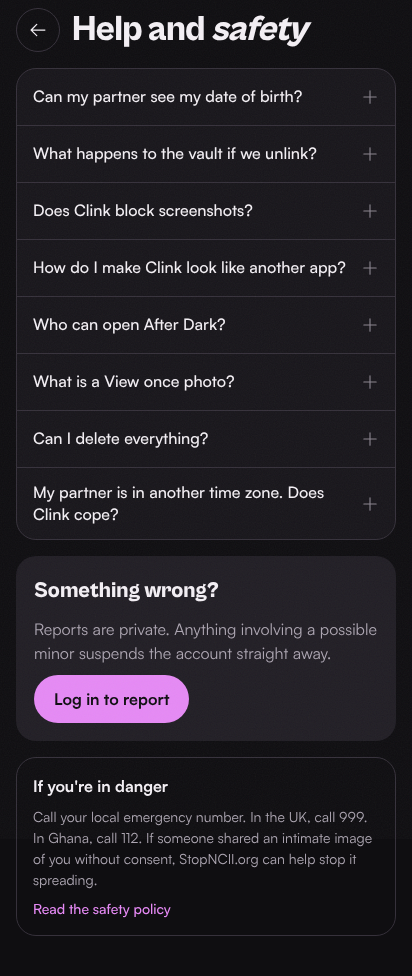 Help and safety
Can my partner see my date of birth?
What happens to the vault if we unlink?
Does Clink block screenshots?
How do I make Clink look like another app?
Who can open After Dark?
What is a View once photo?
Can I delete everything?
My partner is in another time zone. Does
Clink cope?
Something wrong?
Reports are private. Anything involving a possible
minor suspends the account straight away.
Log in to report
If you're in danger
Call your local emergency number. In the UK, call 999.
In Ghana, call 112. If someone shared an intimate image
of you without consent, StopNCII.org can help stop it
spreading.
Read the safety policy